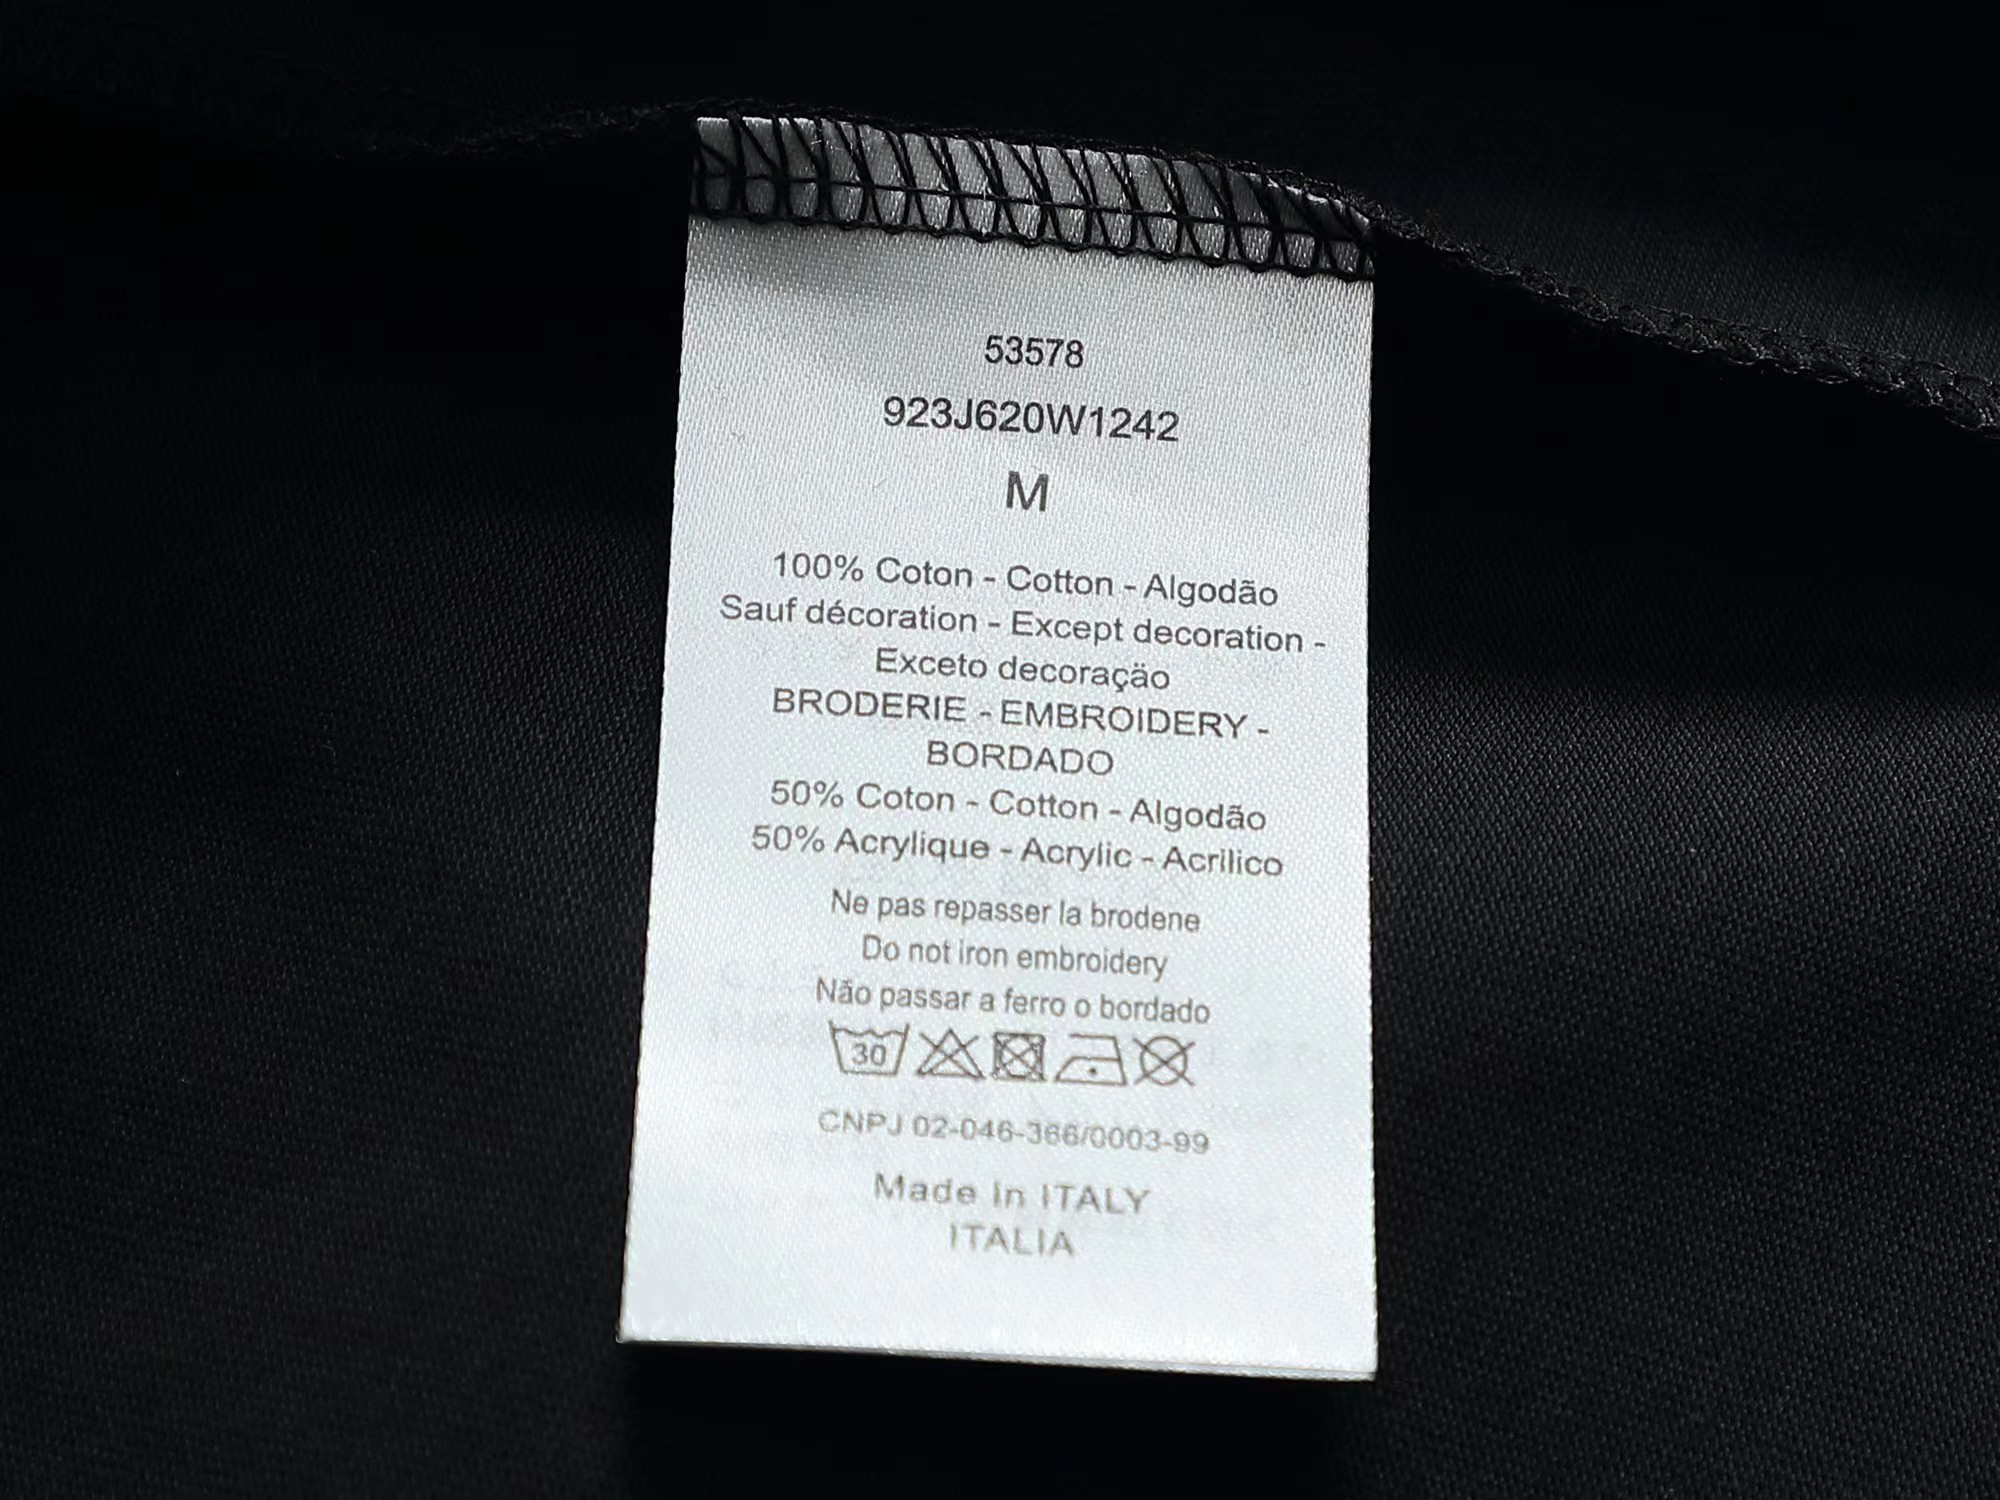 53578
923J620W1242
M
100% Coton - Cotton - Algodão
Sauf décoration - Except decoration -
Exceto decoraçäo
BRODERIE - EMBROIDERY -
BORDADO
50% Coton - Cotton - Algodão
50% Acrylique - Acrylic - Acrilico
Ne pas repasser la brodene
Do not iron embroidery
Não passar a ferro o bordado
30
CNPJ 02-046-366/0003-99
Made in ITALY
ITALIA